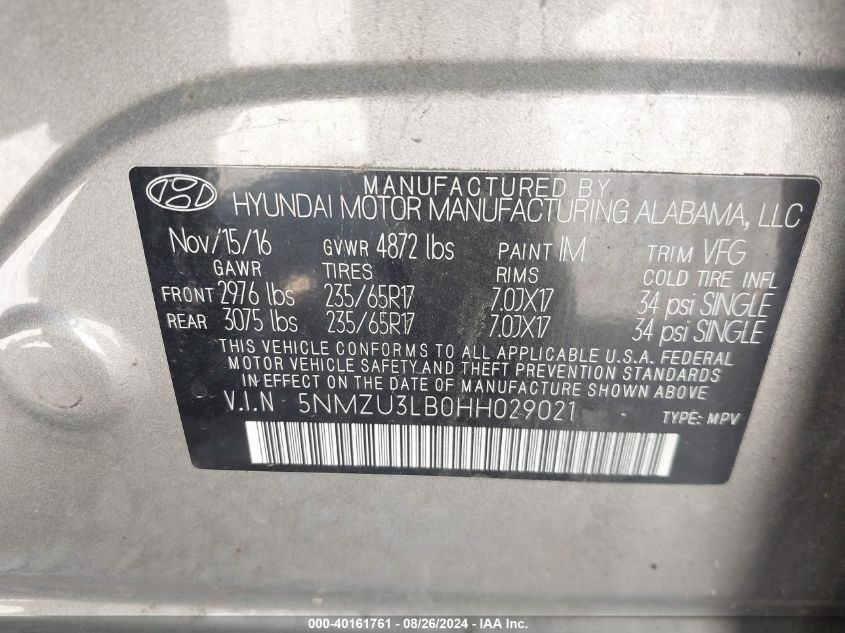 MANUFACTURED BY
HYUNDAI MOTOR MANUFACTURING ALABAMA, LLC
Nov/15/16 GVWR 4872 lbs PAINT IM TRIM VFG
GAWR TIRES RIMS COLD TIRE INFL
FRONT 2976 lbs 235/65R17 7.0JX17 34 psi SINGLE
REAR 3075 lbs 235/65R17 7.0JX17 34 psi SINGLE
THIS VEHICLE CONFORMS TO ALL APPLICABLE U.S.A. FEDERAL
MOTOR VEHICLE SAFETY AND THEFT PREVENTION STANDARDS
IN EFFECT ON THE DATE OF MANUFACTURE SHOWN ABOVE
V.I.N 5NMZU3LB0HH029021 TYPE: MPV
000-40161761 - 08/26/2024 - IAA Inc.